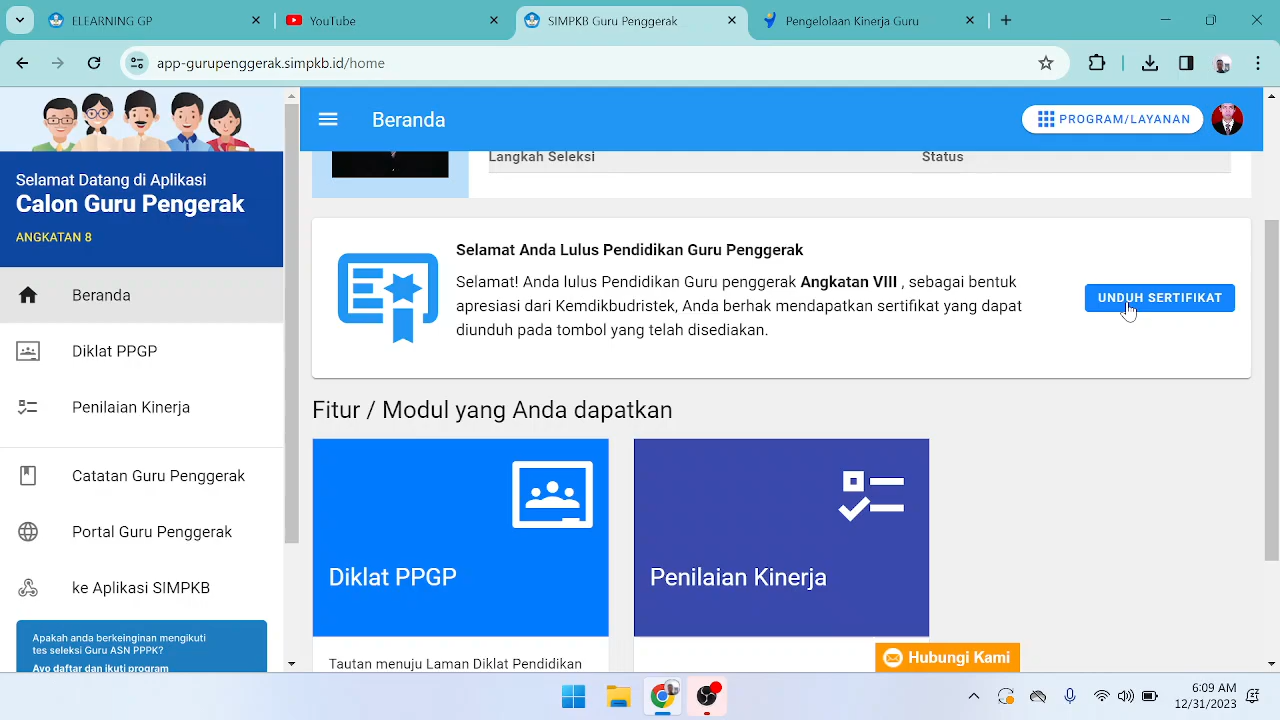 ELEARNING GP
YouTube
SIMPKB Guru Penggerak
Pengelolaan Kinerja Guru
app-gurupenggerak.simpkb.id/home
Selamat Datang di Aplikasi
Calon Guru Pengerak
ANGKATAN 8
Beranda
Diklat PPGP
Penilaian Kinerja
Catatan Guru Penggerak
Portal Guru Penggerak
ke Aplikasi SIMPKB
Apakah anda berkeinginan mengikuti
tes seleksi Guru ASN PPPK?
Ayo daftar dan ikuti program
Beranda
PROGRAM/LAYANAN
Langkah Seleksi
Status
Selamat Anda Lulus Pendidikan Guru Penggerak
Selamat! Anda lulus Pendidikan Guru penggerak Angkatan VIII , sebagai bentuk
apresiasi dari Kemdikbudristek, Anda berhak mendapatkan sertifikat yang dapat
diunduh pada tombol yang telah disediakan.
UNDUH SERTIFIKAT
Fitur / Modul yang Anda dapatkan
Diklat PPGP
Penilaian Kinerja
Tautan menuju Laman Diklat Pendidikan
Hubungi Kami
6:09 AM
12/31/2023